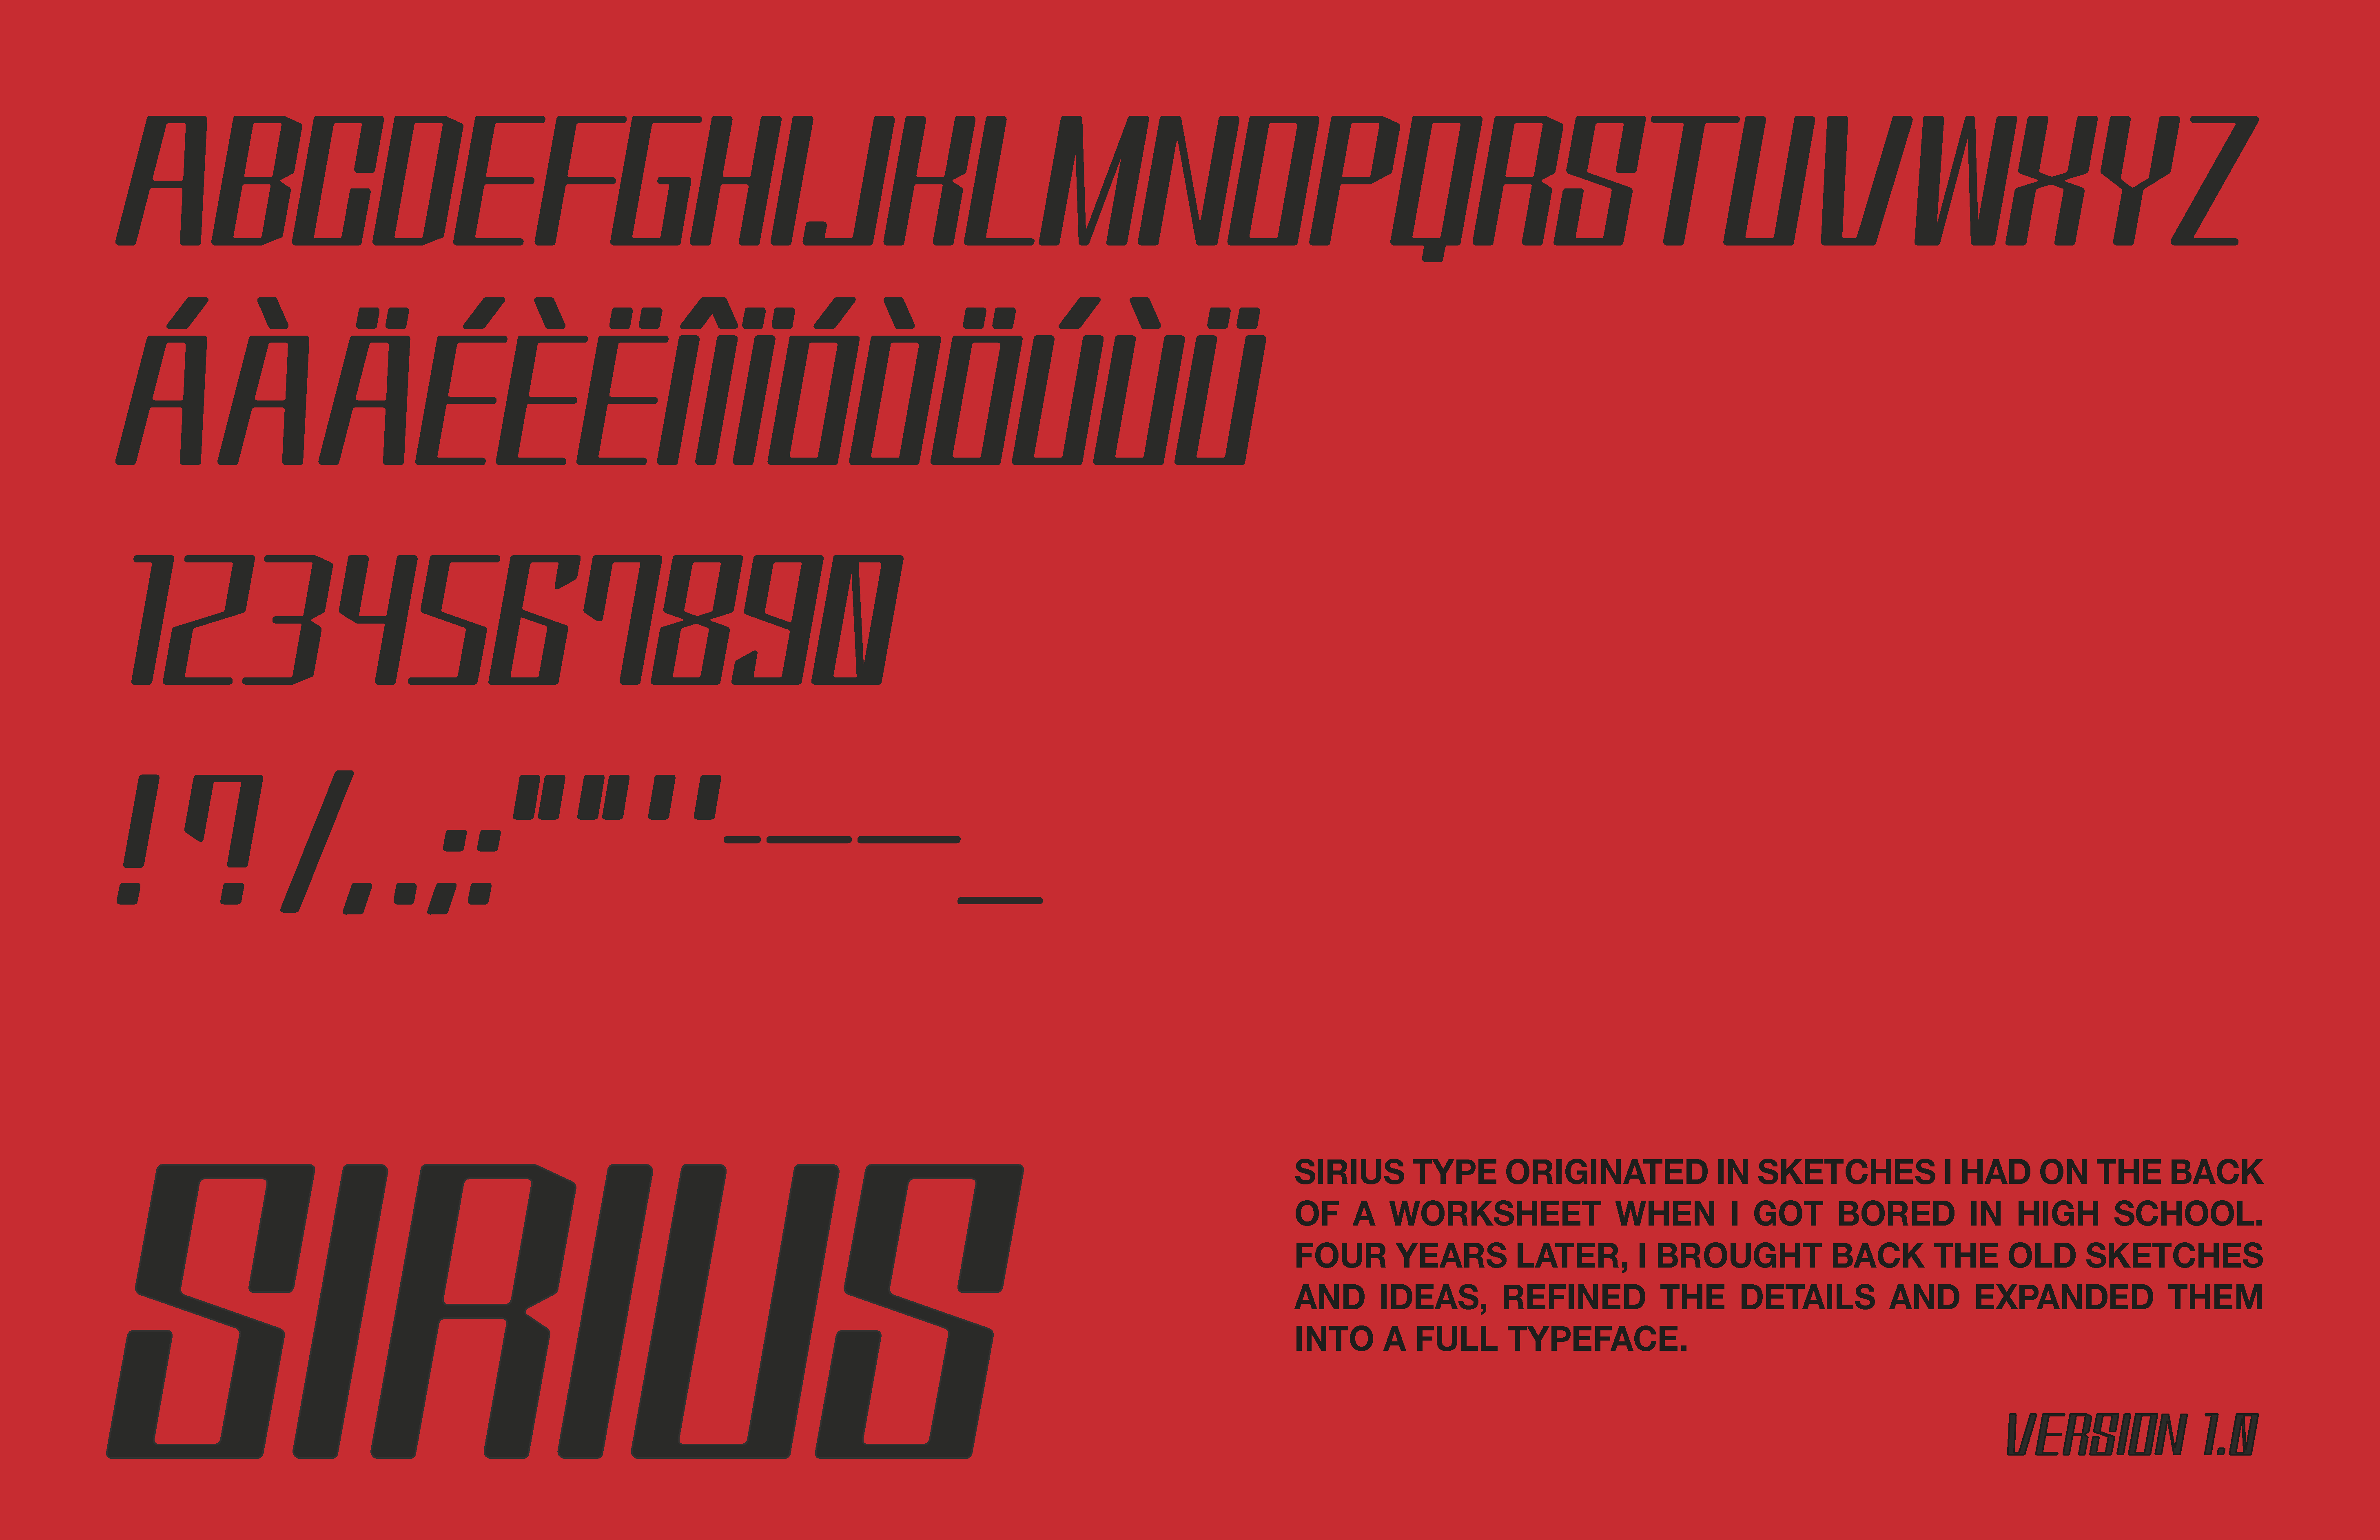 ABCDEFGHIJKLMNOPQRSTUVWXYZ
ÁÀÄÉÈËÍÌÏÓÒÖÚÙÜ
1234567890
!?/,.;:""''-–—_
SIRIUS
SIRIUS TYPE ORIGINATED IN SKETCHES I HAD ON THE BACK
OF A WORKSHEET WHEN I GOT BORED IN HIGH SCHOOL.
FOUR YEARS LATER, I BROUGHT BACK THE OLD SKETCHES
AND IDEAS, REFINED THE DETAILS AND EXPANDED THEM
INTO A FULL TYPEFACE.
VERSION 1.0